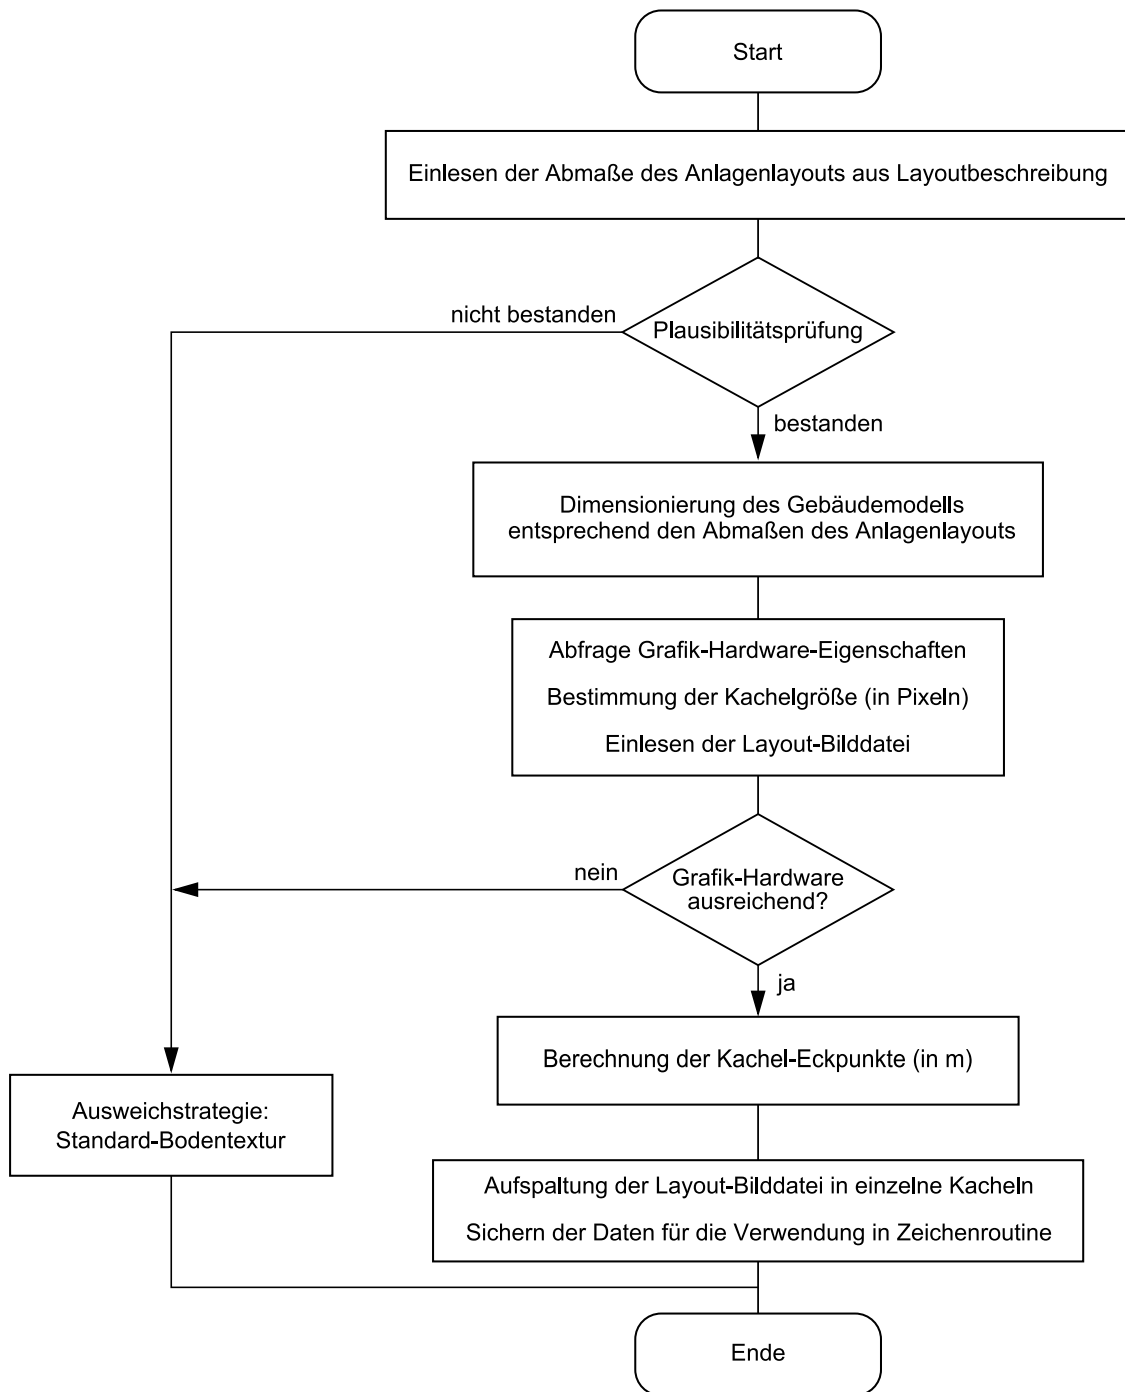 Start
Einlesen der Abmaße des Anlagenlayouts aus Layoutbeschreibung
nicht bestanden
Plausibilitätsprüfung
bestanden
Dimensionierung des Gebäudemodells
entsprechend den Abmaßen des Anlagenlayouts
Abfrage Grafik-Hardware-Eigenschaften
Bestimmung der Kachelgröße (in Pixeln)
Einlesen der Layout-Bilddatei
nein
Grafik-Hardware
ausreichend?
ja
Berechnung der Kachel-Eckpunkte (in m)
Ausweichstrategie:
Standard-Bodentextur
Aufspaltung der Layout-Bilddatei in einzelne Kacheln
Sichern der Daten für die Verwendung in Zeichenroutine
Ende